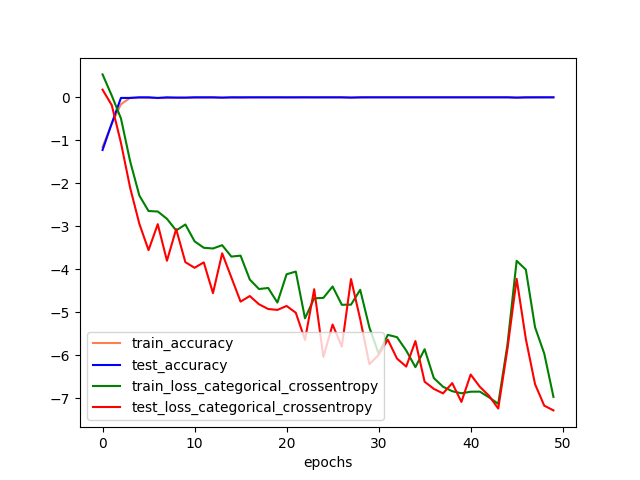 0
−1
−2
−3
−4
−5
−6
−7
train_accuracy
test_accuracy
train_loss_categorical_crossentropy
test_loss_categorical_crossentropy
0 10 20 30 40 50
epochs